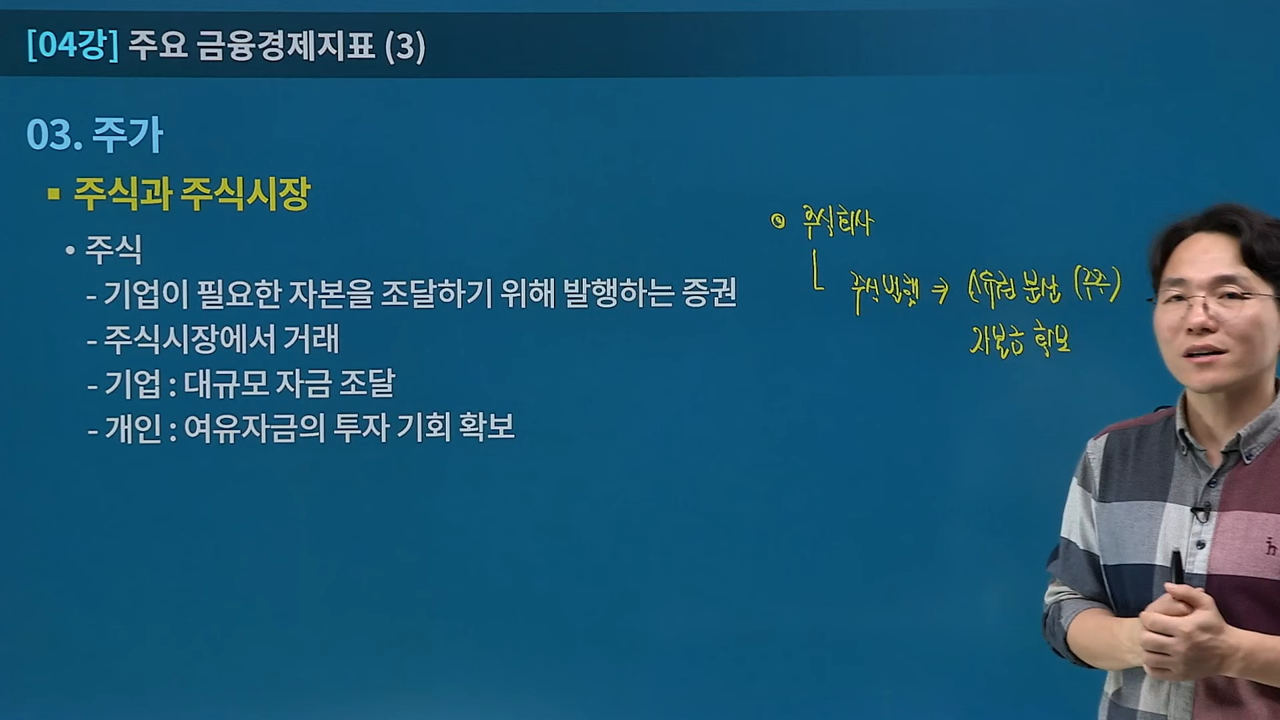 [04강] 주요 금융경제지표 (3)
03. 주가
▪ 주식과 주식시장
• 주식
- 기업이 필요한 자본을 조달하기 위해 발행하는 증권
- 주식시장에서 거래
- 기업 : 대규모 자금 조달
- 개인 : 여유자금의 투자 기회 확보
◎ 주식회사
주식발행 ⇒ 소유권 분산 (주주)
자본금 확보